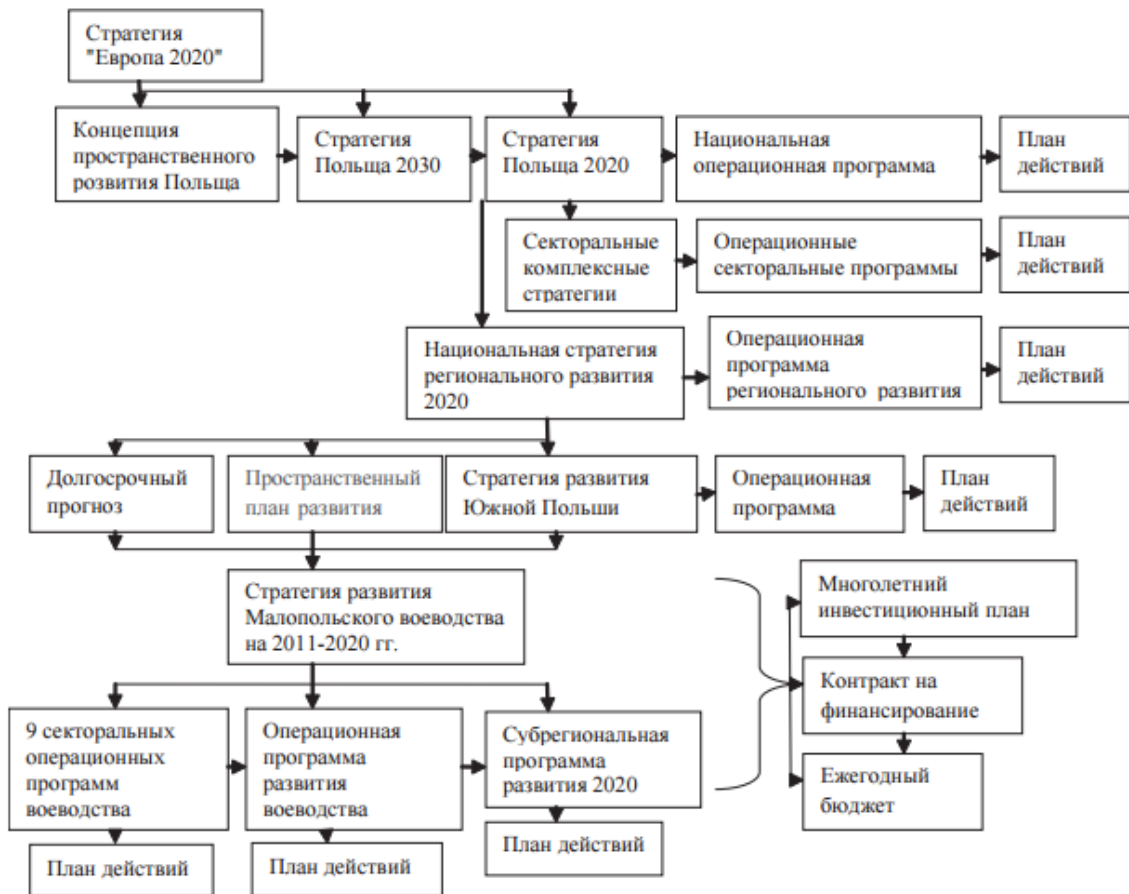 Стратегия
"Европа 2020"
Концепция
пространственного
розвития Польща
Стратегия
Польща 2030
Стратегия
Польща 2020
Национальная
операционная программа
План
действий
Секторальные
комплексные
стратегии
Операционные
секторальные программы
План
действий
Национальная стратегия
регионального развития
2020
Операционная
программа
регионального развития
План
действий
Долгосрочный
прогноз
Пространственный
план развития
Стратегия развития
Южной Польши
Операционная
программа
План
действий
Стратегия развития
Малопольского воеводства
на 2011-2020 гг.
Многолетний
инвестиционный план
Контракт на
финансирование
Ежегодный
бюджет
9 секторальных
операционных
программ
воеводства
Операционная
программа
развития
воеводства
Субрегиональная
программа
развития 2020
План действий
План действий
План действий